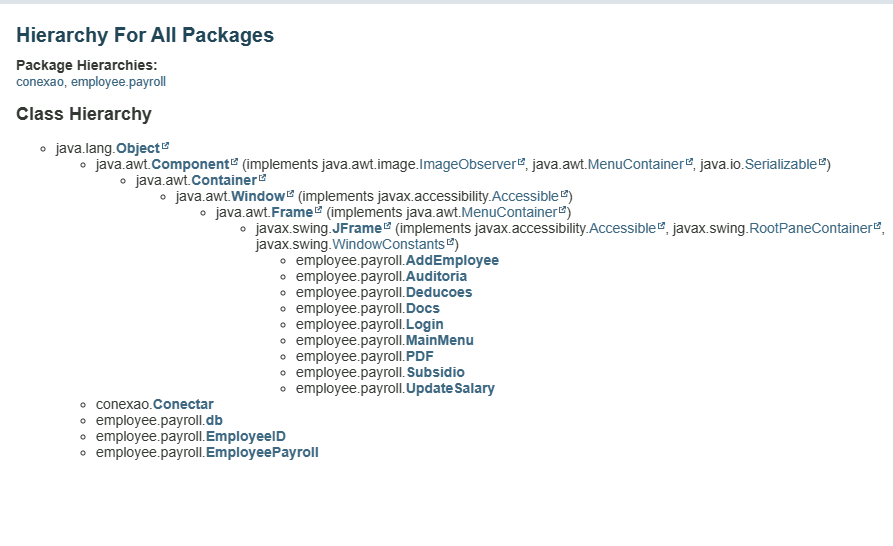 Hierarchy For All Packages
Package Hierarchies:
conexao, employee.payroll
Class Hierarchy
java.lang.Object
java.awt.Component (implements java.awt.image.ImageObserver, java.awt.MenuContainer, java.io.Serializable)
java.awt.Container
java.awt.Window (implements javax.accessibility.Accessible)
java.awt.Frame (implements java.awt.MenuContainer)
javax.swing.JFrame (implements javax.accessibility.Accessible, javax.swing.RootPaneContainer,
javax.swing.WindowConstants)
employee.payroll.AddEmployee
employee.payroll.Auditoria
employee.payroll.Deducoes
employee.payroll.Docs
employee.payroll.Login
employee.payroll.MainMenu
employee.payroll.PDF
employee.payroll.Subsidio
employee.payroll.UpdateSalary
conexao.Conectar
employee.payroll.db
employee.payroll.EmployeeID
employee.payroll.EmployeePayroll